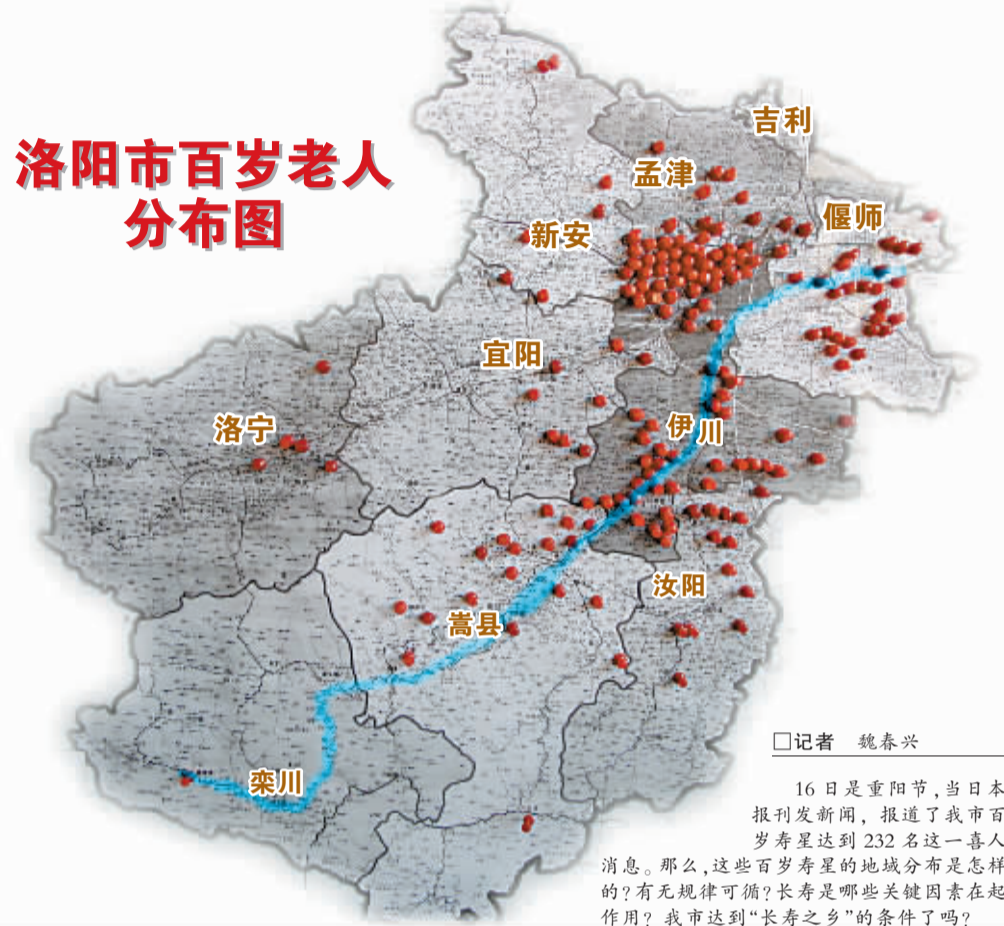 洛阳市百岁老人
分布图
吉利
孟津
偃师
新安
宜阳
洛宁
伊川
汝阳
嵩县
栾川
□记者 魏春兴
16日是重阳节,当日本
报刊发新闻,报道了我市百
岁寿星达到232名这一喜人
消息。那么,这些百岁寿星的地域分布是怎样
的?有无规律可循?长寿是哪些关键因素在起
作用?我市达到“长寿之乡”的条件了吗?